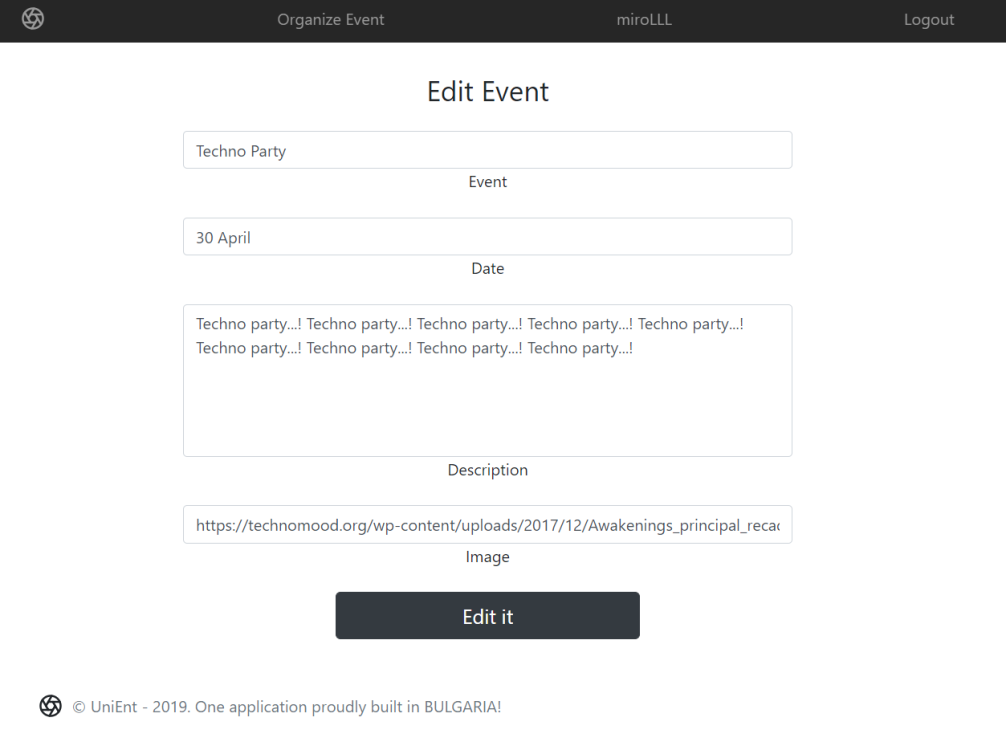 Organize Event miroLLL Logout
Edit Event
Techno Party
Event
30 April
Date
Techno party...! Techno party...! Techno party...! Techno party...! Techno party...!
Techno party...! Techno party...! Techno party...! Techno party...!
Description
https://technomood.org/wp-content/uploads/2017/12/Awakenings_principal_recac
Image
Edit it
© UniEnt - 2019. One application proudly built in BULGARIA!